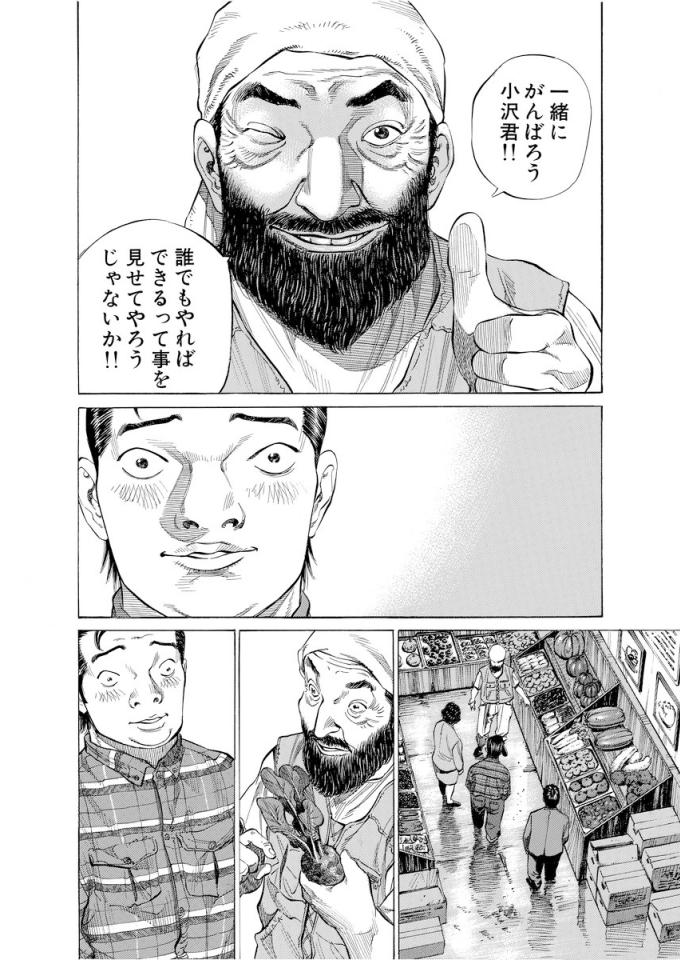 一緒に
がんばろう
小沢君!!
誰でもやれば
できるって事を
見せてやろう
じゃないか!!